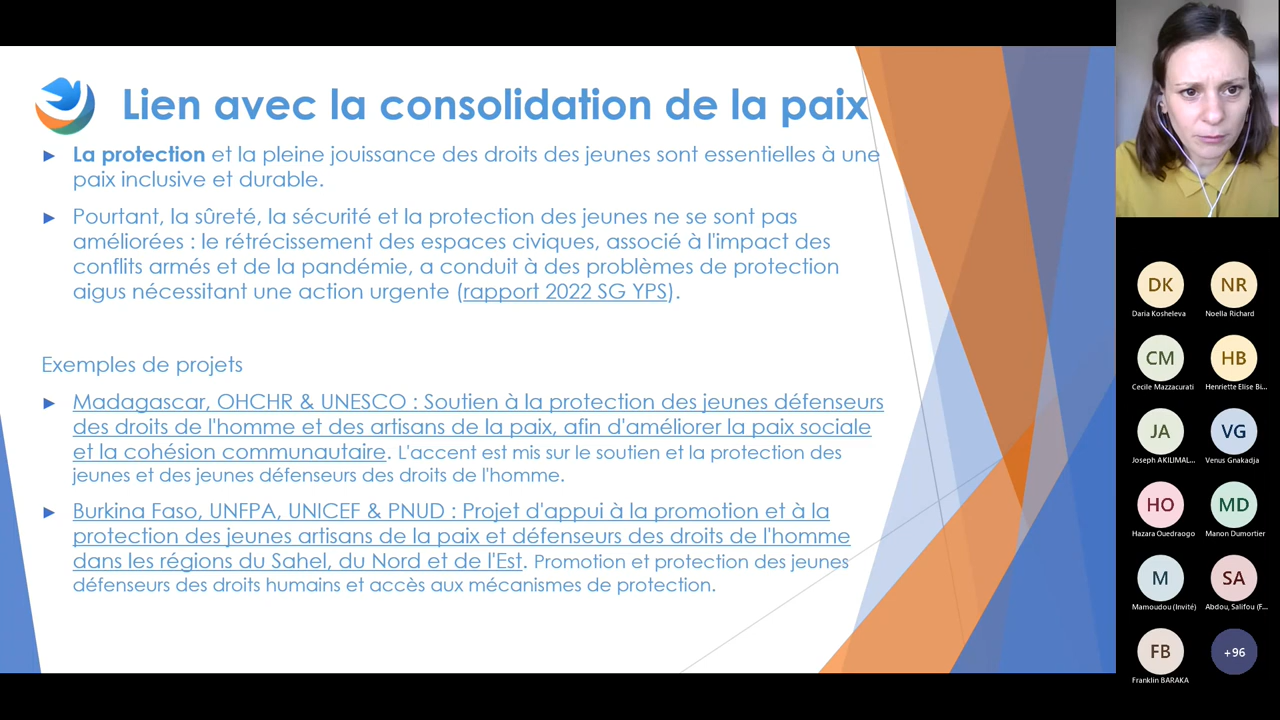 Lien avec la consolidation de la paix
► La protection et la pleine jouissance des droits des jeunes sont essentielles à une
paix inclusive et durable.
► Pourtant, la sûreté, la sécurité et la protection des jeunes ne se sont pas
améliorées : le rétrécissement des espaces civiques, associé à l'impact des
conflits armés et de la pandémie, a conduit à des problèmes de protection
aigus nécessitant une action urgente (rapport 2022 SG YPS).
Exemples de projets
► Madagascar, OHCHR & UNESCO : Soutien à la protection des jeunes défenseurs
des droits de l'homme et des artisans de la paix, afin d'améliorer la paix sociale
et la cohésion communautaire. L'accent est mis sur le soutien et la protection des
jeunes et des jeunes défenseurs des droits de l'homme.
► Burkina Faso, UNFPA, UNICEF & PNUD : Projet d'appui à la promotion et à la
protection des jeunes artisans de la paix et défenseurs des droits de l'homme
dans les régions du Sahel, du Nord et de l'Est. Promotion et protection des jeunes
défenseurs des droits humains et accès aux mécanismes de protection.
DK NR
Daria Kosheleva Noella Richard
CM HB
Cecile Mazzacurati Henriette Elise Bi...
JA VG
Joseph AKILIMAL... Venus Gnakadja
HO MD
Hazara Ouedraogo Manon Dumortier
M SA
Mamoudou (Invité) Abdou, Salifou (F...
FB +96
Franklin BARAKA